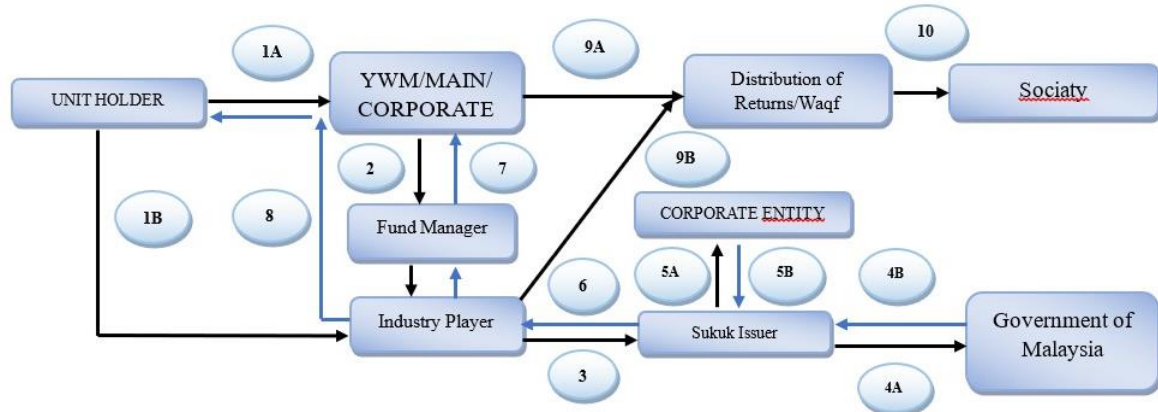 1A
9A
10
UNIT HOLDER
YWM/MAIN/
CORPORATE
Distribution of
Returns/Waqf
Sociaty
2
7
9B
1B
8
Fund Manager
CORPORATE ENTITY
6
5A
5B
4B
Industry Player
Sukuk Issuer
Government of
Malaysia
3
4A